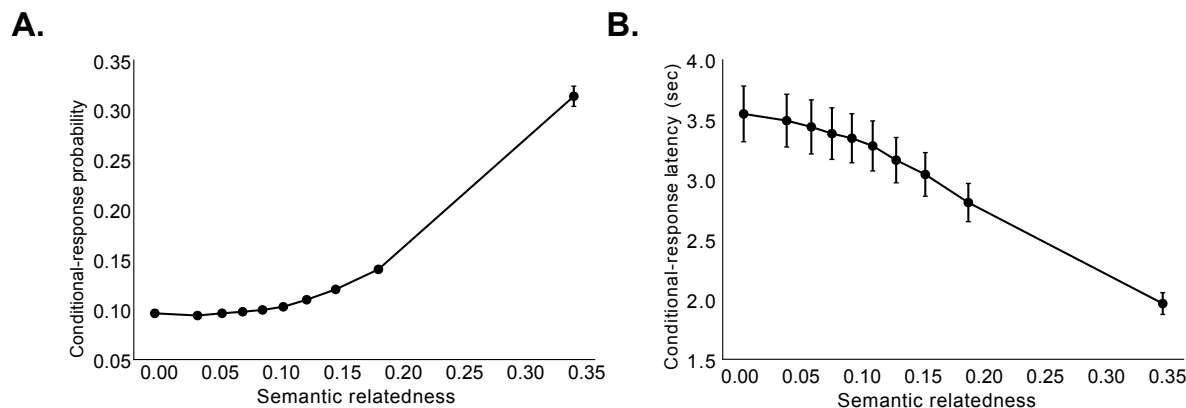 A.
Conditional-response probability
0.35
0.30
0.25
0.20
0.15
0.10
0.05
0.00 0.05 0.10 0.15 0.20 0.25 0.30 0.35
Semantic relatedness
B.
Conditional-response latency (sec)
4.0
3.5
3.0
2.5
2.0
1.5
0.00 0.05 0.10 0.15 0.20 0.25 0.30 0.35
Semantic relatedness